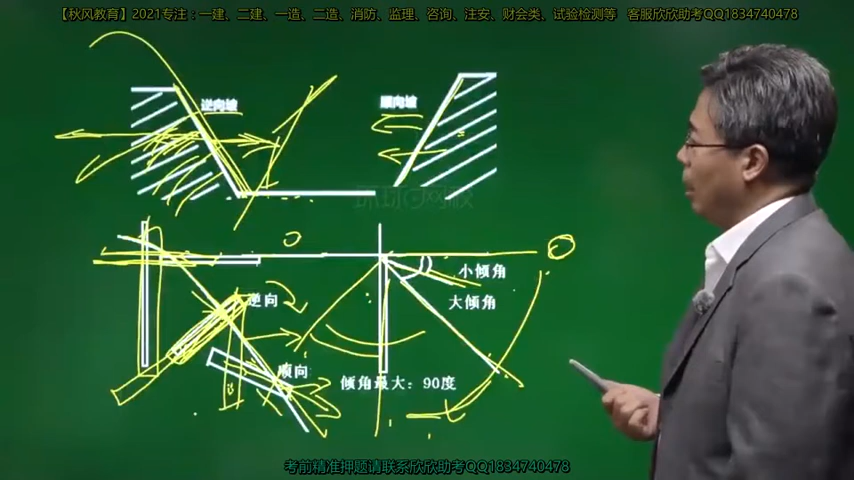 【秋风教育】2021专注：一建、二建、一造、二造、消防、监理、咨询、注安、财会类、试验检测等 客服欣欣助考QQ1834740478
逆向坡
顺向坡
环球网校
小倾角
逆向
大倾角
顺向
倾角最大：90度
考前精准押题请联系欣欣助考QQ1834740478